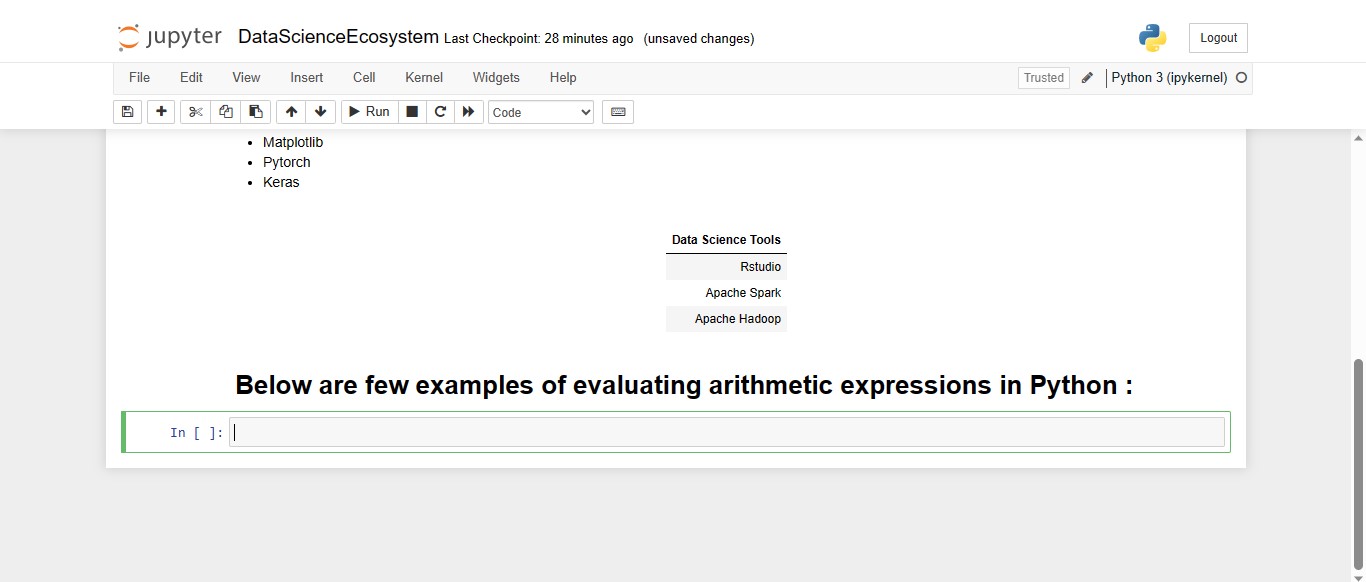 jupyter DataScienceEcosystem Last Checkpoint: 28 minutes ago (unsaved changes)
Logout
File Edit View Insert Cell Kernel Widgets Help
Trusted Python 3 (ipykernel)
Run Code
Matplotlib
Pytorch
Keras
Data Science Tools
Rstudio
Apache Spark
Apache Hadoop
Below are few examples of evaluating arithmetic expressions in Python :
In [ ]: